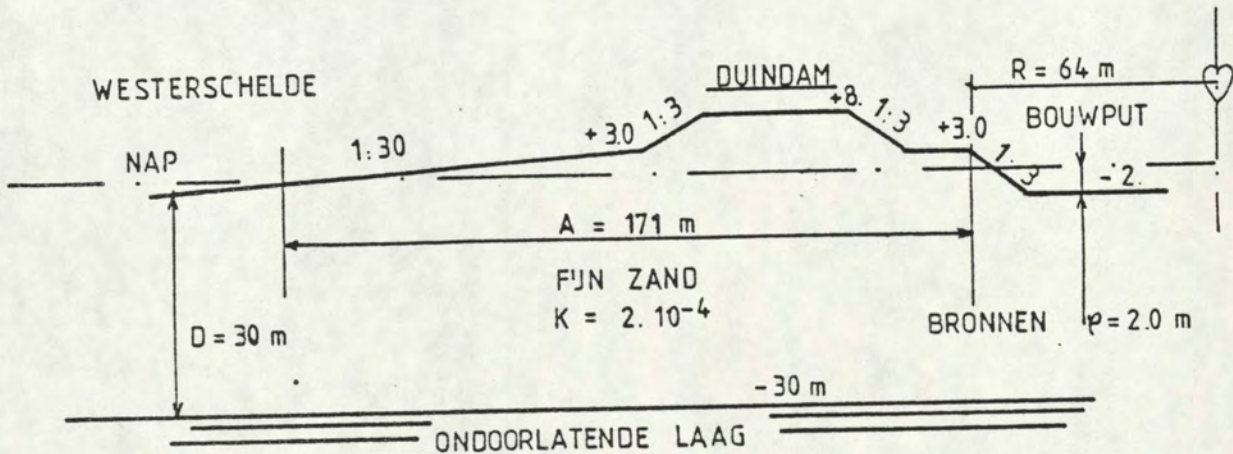 WESTERSCHELDE
DUINDAM
R = 64 m
NAP
1:30
+3.0
1:3
+8.
1:3
+3.0
BOUWPUT
1:3
-2.
A = 171 m
FIJN ZAND
K = 2.10⁻⁴
D = 30 m
BRONNEN
φ = 2.0 m
-30 m
ONDOORLATENDE LAAG